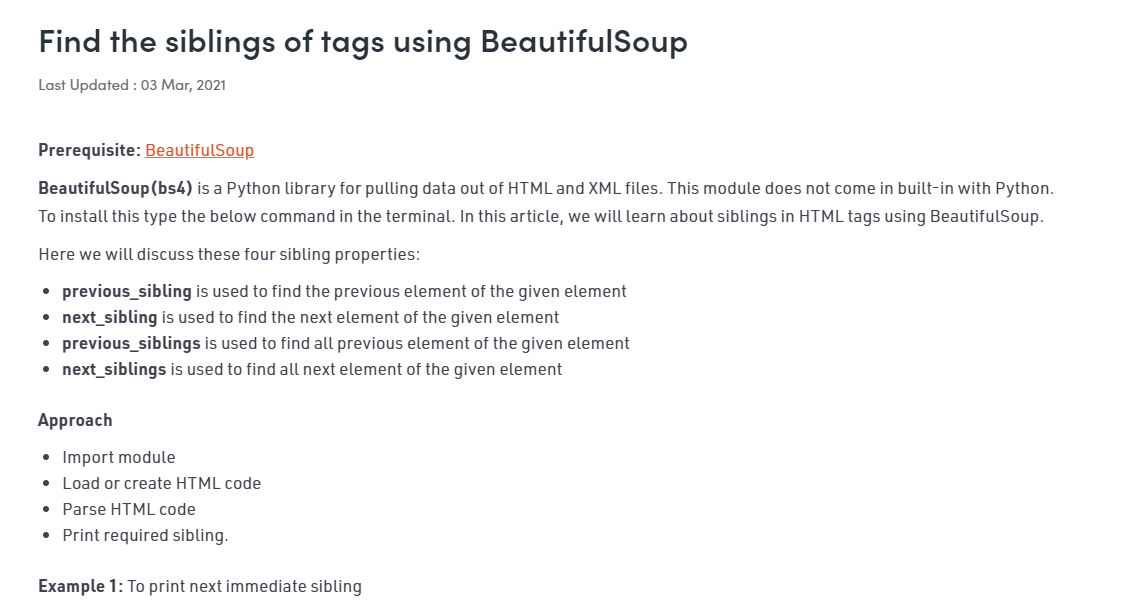 Find the siblings of tags using BeautifulSoup
Last Updated : 03 Mar, 2021
Prerequisite: BeautifulSoup
BeautifulSoup(bs4) is a Python library for pulling data out of HTML and XML files. This module does not come in built-in with Python.
To install this type the below command in the terminal. In this article, we will learn about siblings in HTML tags using BeautifulSoup.
Here we will discuss these four sibling properties:
• previous_sibling is used to find the previous element of the given element
• next_sibling is used to find the next element of the given element
• previous_siblings is used to find all previous element of the given element
• next_siblings is used to find all next element of the given element
Approach
• Import module
• Load or create HTML code
• Parse HTML code
• Print required sibling.
Example 1: To print next immediate sibling